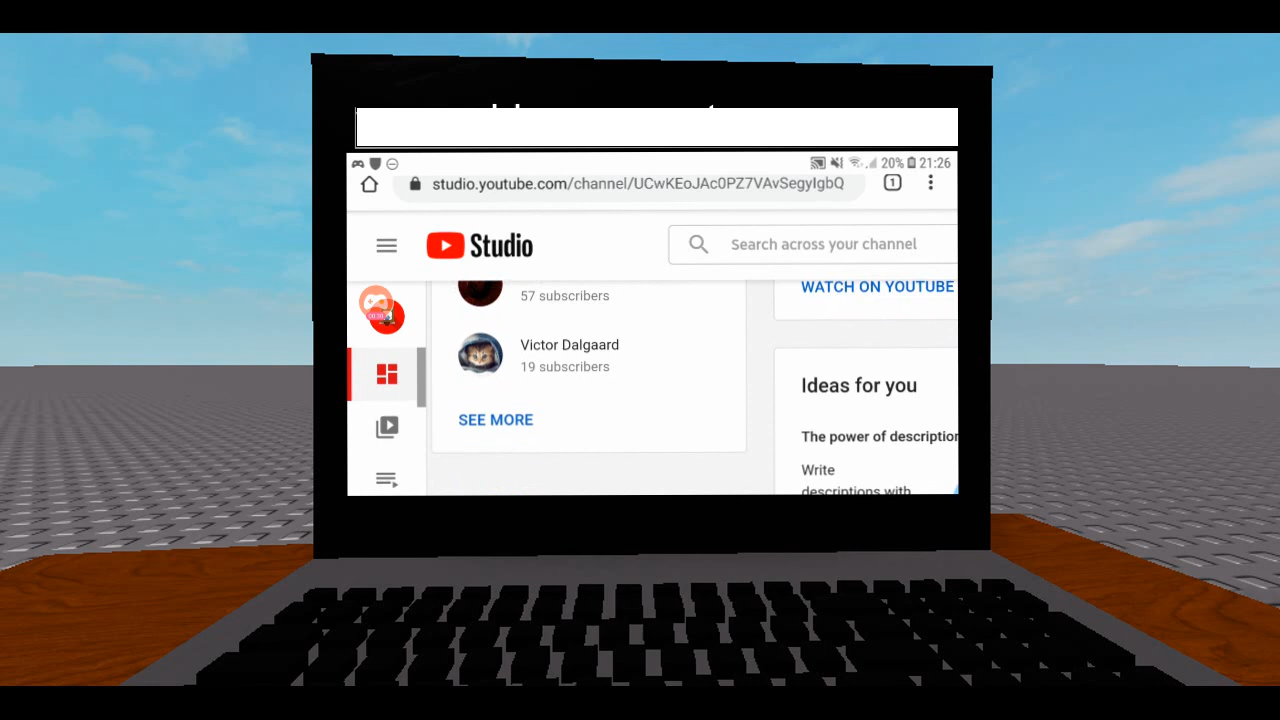 20% 21:26
studio.youtube.com/channel/UCwKEoJAc0PZ7VAvSegyIgbQ 1
Studio
Search across your channel
57 subscribers
WATCH ON YOUTUBE
Victor Dalgaard
19 subscribers
SEE MORE
Ideas for you
The power of description
Write
descriptions with